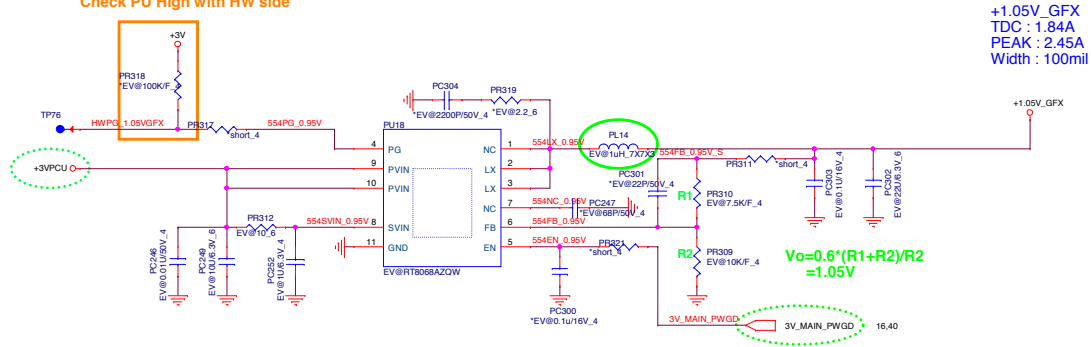 Check PU High with HW side
+1.05V_GFX
TDC : 1.84A
PEAK : 2.45A
Width : 100mil
+3V
PR318
*EV@100K/F_4
TP76
HWPG_1.05VGFX
PR317
*short_4
554PG_0.95V
PC304
*EV@2200P/50V_4
PR319
*EV@2.2_6
PU18
4
PG
9
PVIN
10
PVIN
8
SVIN
11
GND
NC
1
LX
2
LX
3
NC
7
FB
6
EN
5
EV@RT8068AZQW
+3VPCU
PC246
EV@0.01U/50V_4
PC249
EV@10U/6.3V_6
PR312
EV@10_6
PC252
EV@1U/6.3V_4
554SVIN_0.95V
554LX_0.95V
PL14
EV@1uH_7X7X3
554FB_0.95V_S
PC301
*EV@22P/50V_4
554NC_0.95V
PC247
*EV@68P/50V_4
554FB_0.95V
554EN_0.95V
PR321
*short_4
PC300
*EV@0.1u/16V_4
PR311
*short_4
R1
PR310
EV@7.5K/F_4
R2
PR309
EV@10K/F_4
PC303
EV@0.1U/16V_4
PC302
EV@22U/6.3V_6
+1.05V_GFX
Vo=0.6*(R1+R2)/R2
=1.05V
3V_MAIN_PWGD
3V_MAIN_PWGD
16,40